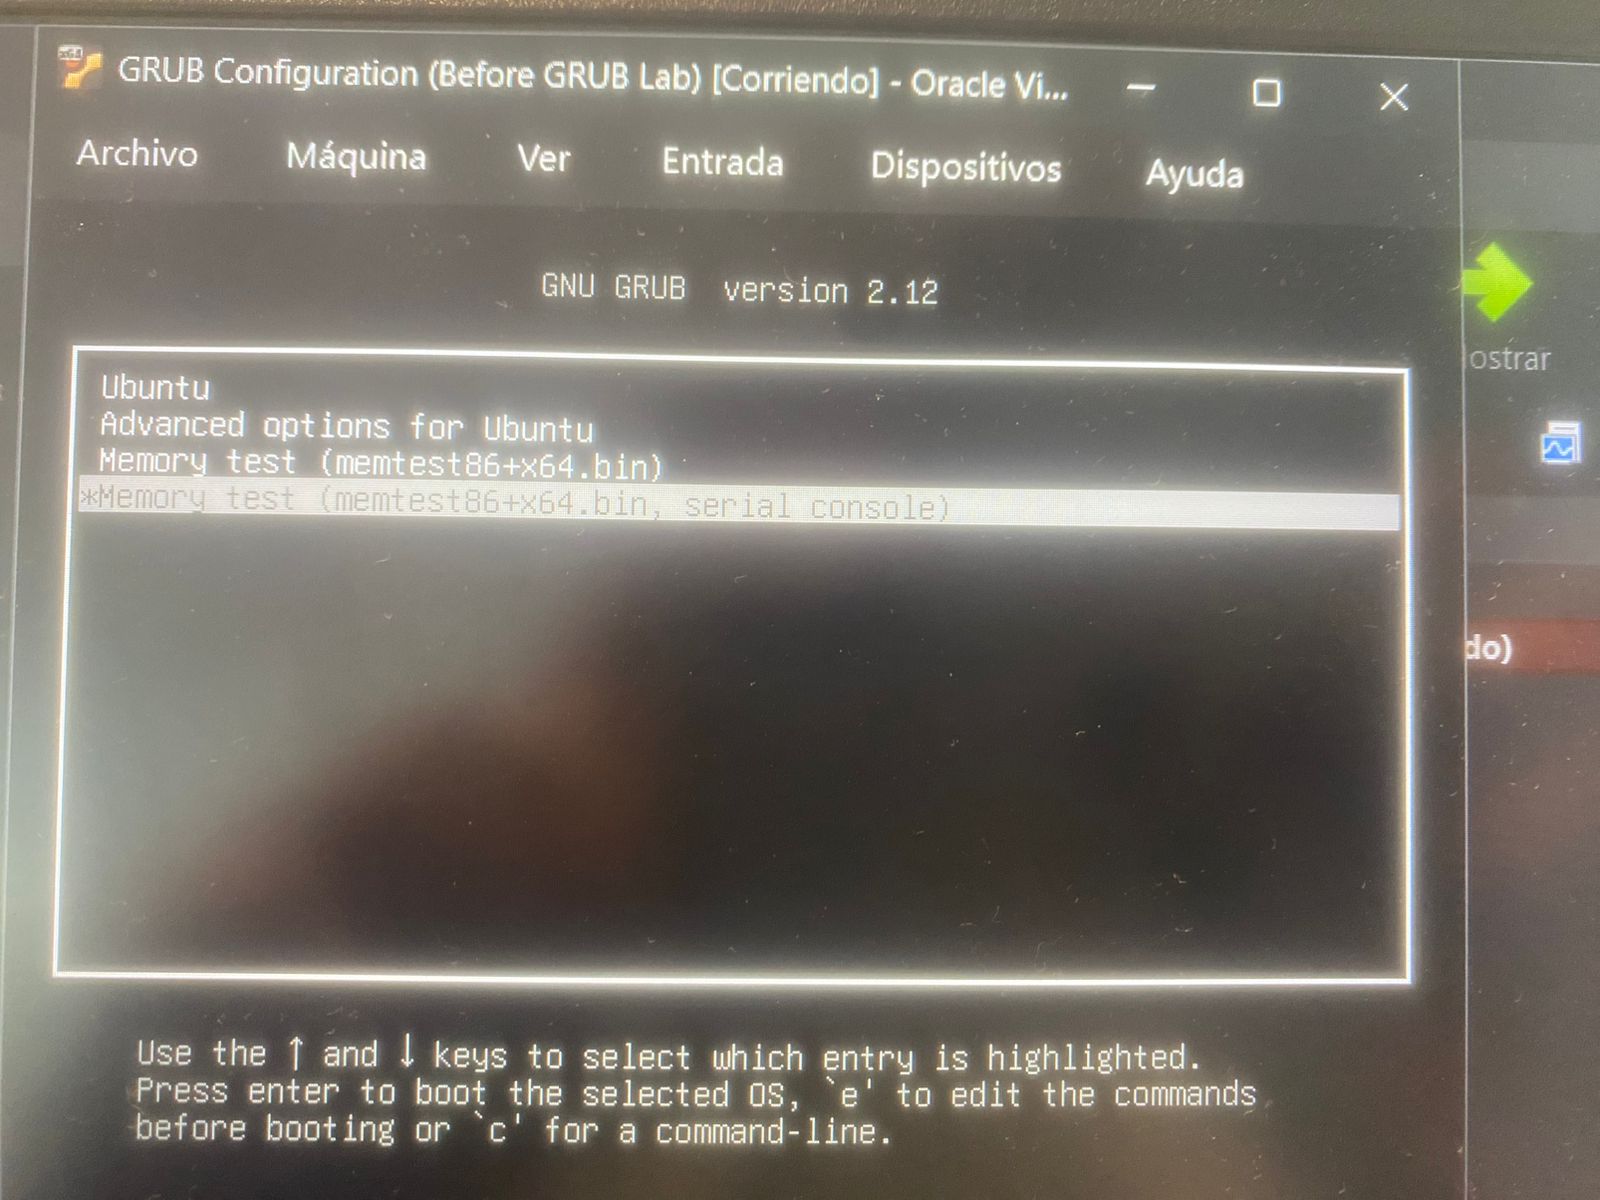 GRUB Configuration (Before GRUB Lab) [Corriendo] - Oracle Vi...
Archivo Máquina Ver Entrada Dispositivos Ayuda
GNU GRUB version 2.12
ostrar
Ubuntu
Advanced options for Ubuntu
Memory test (memtest86+x64.bin)
*Memory test (memtest86+x64.bin, serial console)
do)
Use the ↑ and ↓ keys to select which entry is highlighted.
Press enter to boot the selected OS, `e' to edit the commands
before booting or `c' for a command-line.